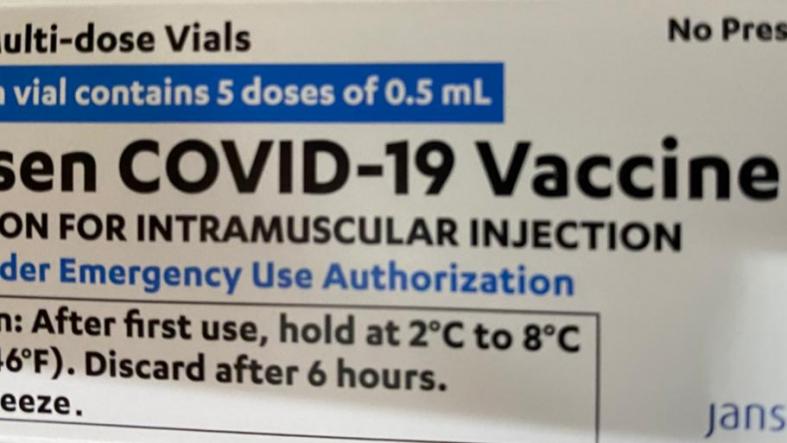 ulti-dose Vials
No Pres
vial contains 5 doses of 0.5 mL
sen COVID-19 Vaccine
ON FOR INTRAMUSCULAR INJECTION
der Emergency Use Authorization
n: After first use, hold at 2°C to 8°C
46°F). Discard after 6 hours.
eeze.
jans